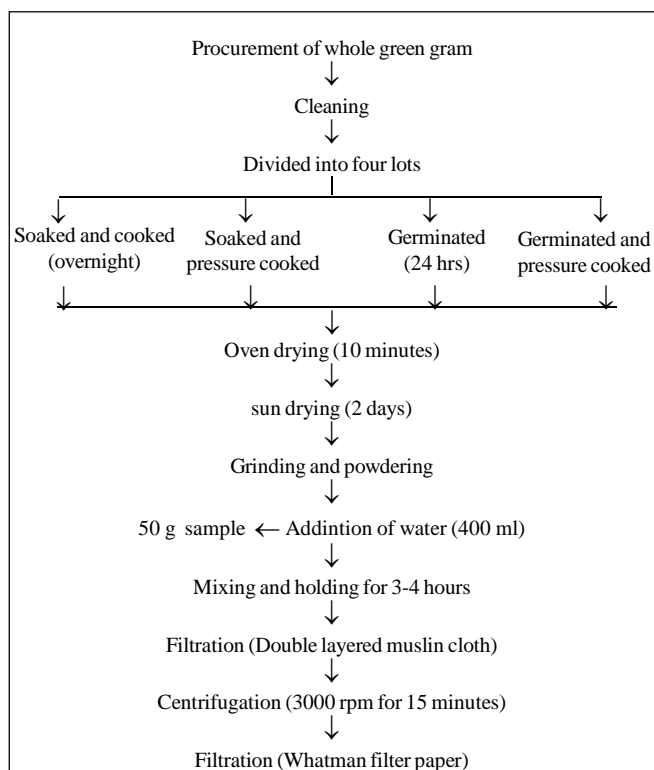 Procurement of whole green gram
Cleaning
Divided into four lots
Soaked and cooked
(overnight)
Soaked and
pressure cooked
Germinated
(24 hrs)
Germinated and
pressure cooked
Oven drying (10 minutes)
sun drying (2 days)
Grinding and powdering
50 g sample ← Addintion of water (400 ml)
Mixing and holding for 3-4 hours
Filtration (Double layered muslin cloth)
Centrifugation (3000 rpm for 15 minutes)
Filtration (Whatman filter paper)